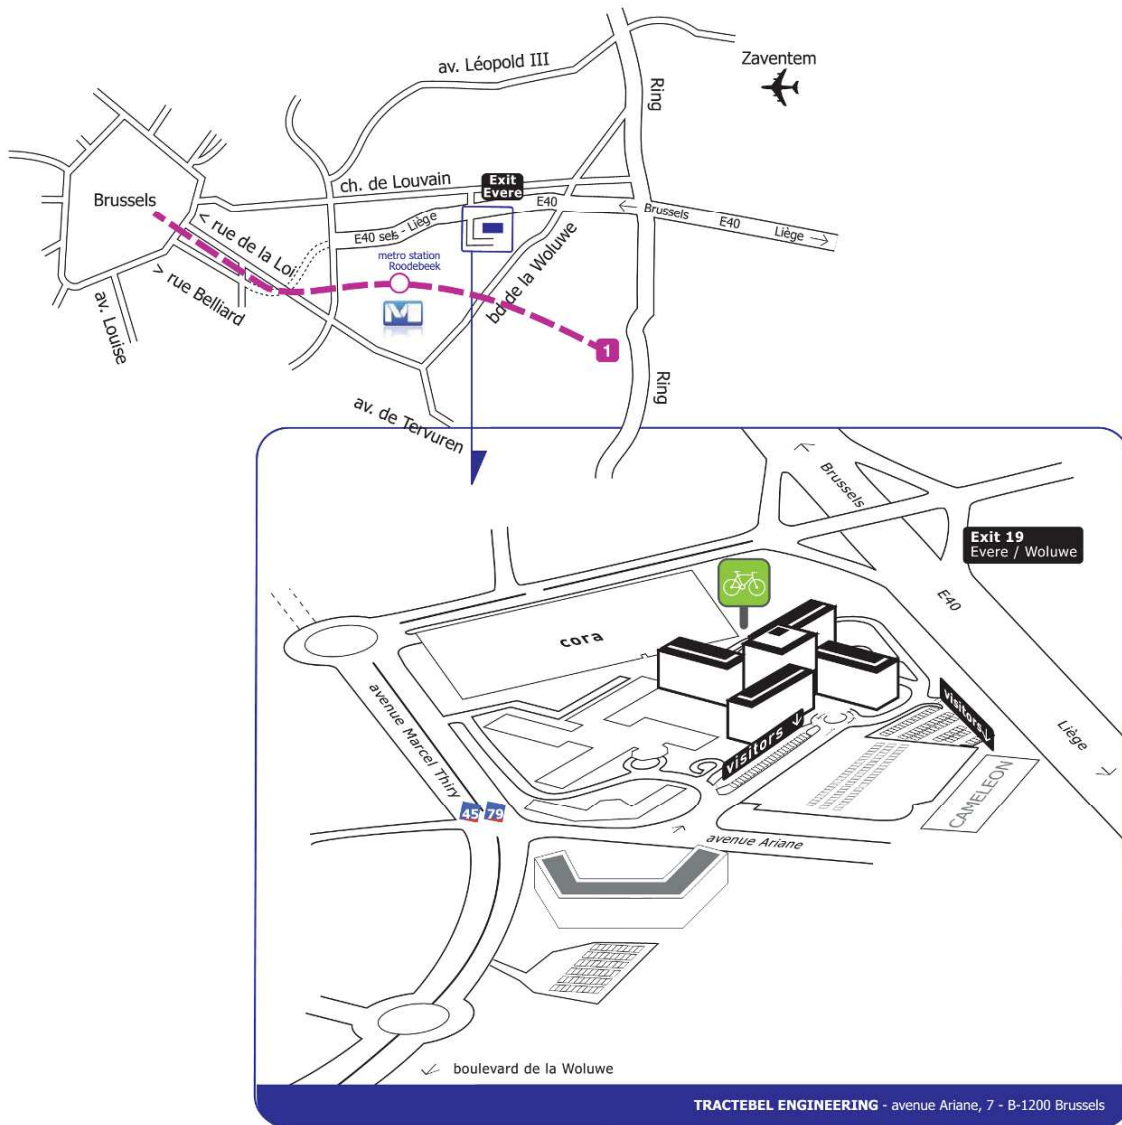 av. Léopold III
Zaventem
Ring
ch. de Louvain
Exit
Evere
Brussels
E40
Brussels E40 Liège
E40 sels - Liège
< rue de la Loi
metro station
Roodebeek
M
bd de la Woluwe
> rue Belliard
av. Louise
1
Ring
av. de Tervuren
Brussels
Exit 19
Evere / Woluwe
E40
cora
visitors
visitors
Liège
avenue Marcel Thiry
CAMELEON
45 79
avenue Ariane
boulevard de la Woluwe
TRACTEBEL ENGINEERING - avenue Ariane, 7 - B-1200 Brussels